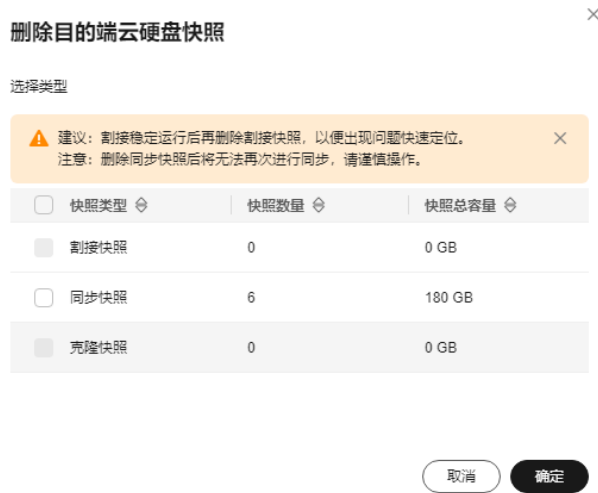 删除目的端云硬盘快照
选择类型
建议：割接稳定运行后再删除割接快照，以便出现问题快速定位。
注意：删除同步快照后将无法再次进行同步，请谨慎操作。
快照类型 快照数量 快照总容量
割接快照 0 0 GB
同步快照 6 180 GB
克隆快照 0 0 GB
取消 确定